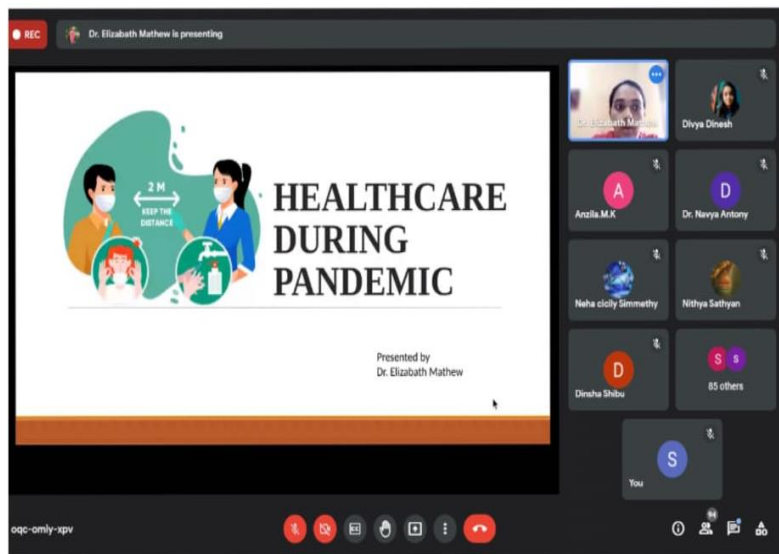 REC
Dr. Elizabath Mathew is presenting
2 M
KEEP THE
DISTANCE
HEALTHCARE
DURING
PANDEMIC
Presented by
Dr. Elizabath Mathew
Dr. Elizabath Mathew
Divya Dinesh
A
Anzila.M.K
D
Dr. Navya Antony
Neha cicily Simmethy
Nithya Sathyan
D
Dinsha Shibu
S S
85 others
S
You
oqc-omly-xpv
94